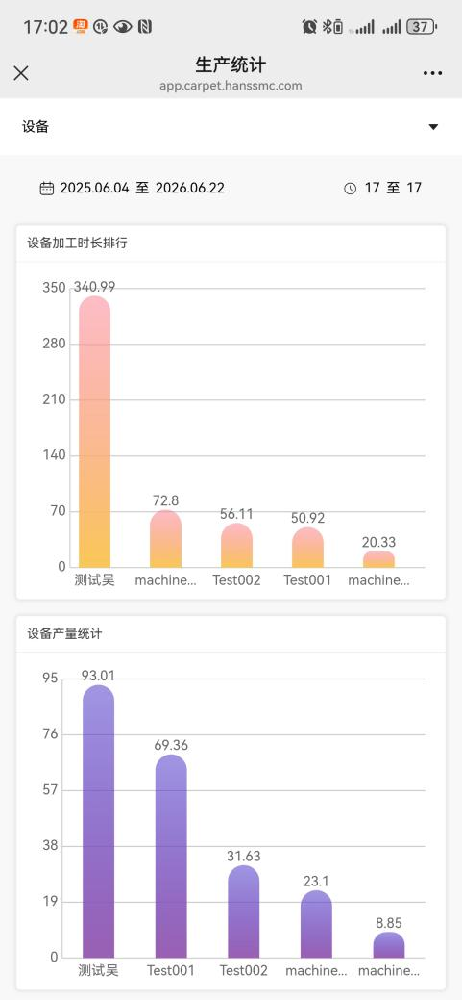 17:02 淘 37
生产统计
app.carpet.hanssmc.com
设备
2025.06.04 至 2026.06.22 17 至 17
设备加工时长排行
350 340.99
280
210
140
70 72.8 56.11 50.92 20.33
0
测试吴 machine... Test002 Test001 machine...
设备产量统计
95 93.01
76 69.36
57
38 31.63
19 23.1 8.85
0
测试吴 Test001 Test002 machine... machine...